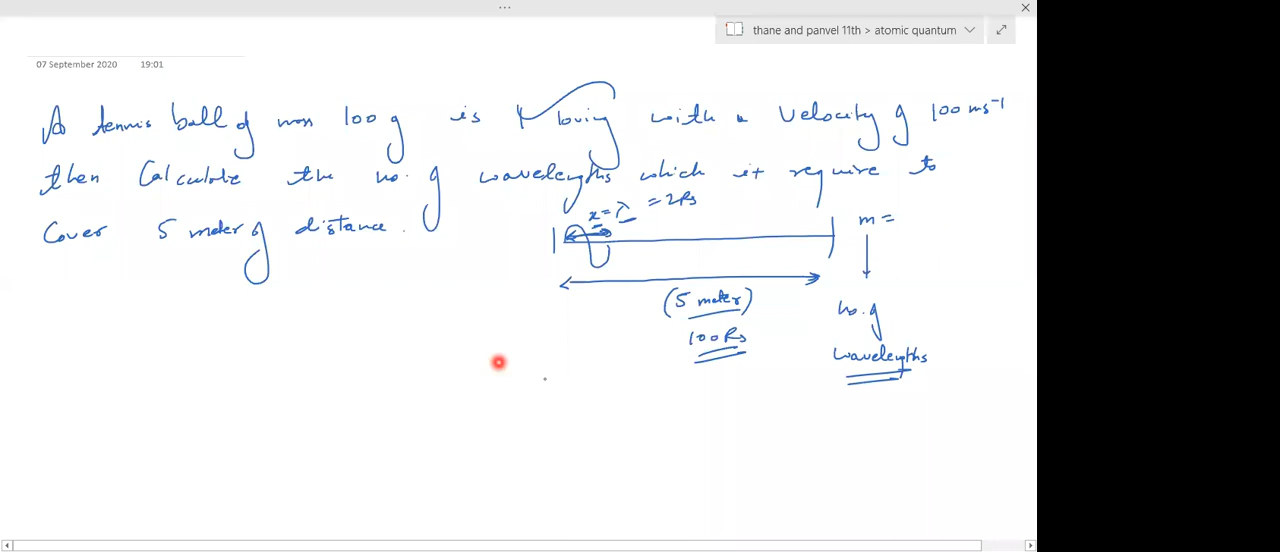 thane and panvel 11th > atomic quantum
07 September 2020 19:01
A tennis ball of mass 100 g is Moving with a velocity of 100 ms⁻¹
then Calculate the no. of wavelengths which it require to
Cover 5 meter of distance.
x = λ = 2Rs
m =
(5 meter)
100 Rs
no. of
wavelengths